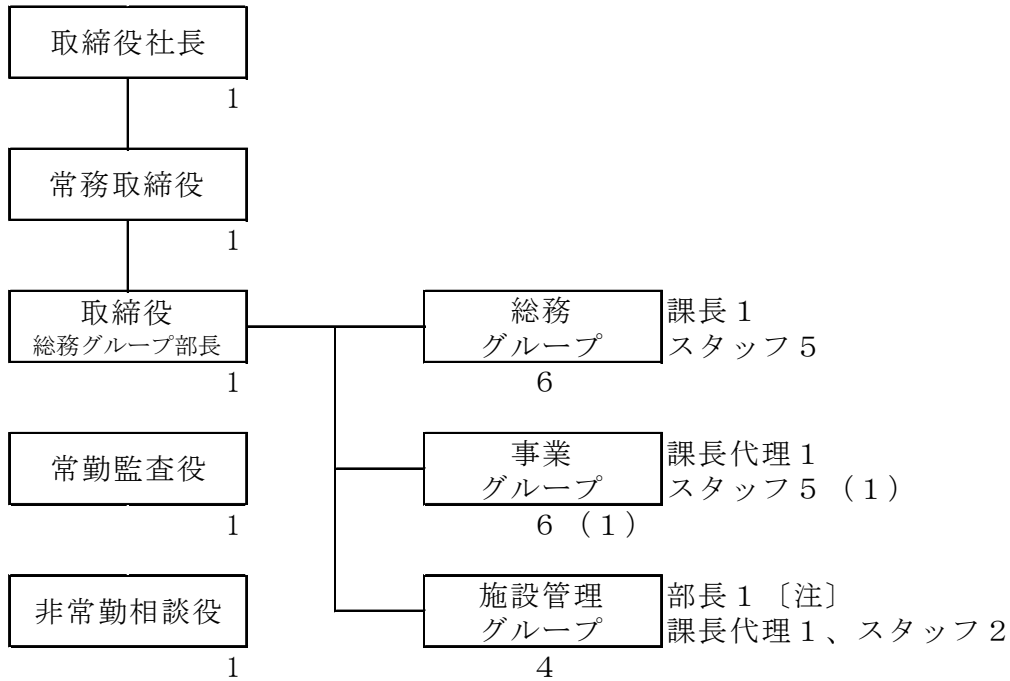 取締役社長
1
常務取締役
1
取締役
総務グループ部長
1
総務
グループ
課長１
スタッフ５
6
常勤監査役
1
事業
グループ
課長代理１
スタッフ５（１）
6（１）
非常勤相談役
1
施設管理
グループ
部長１〔注〕
課長代理１、スタッフ２
4